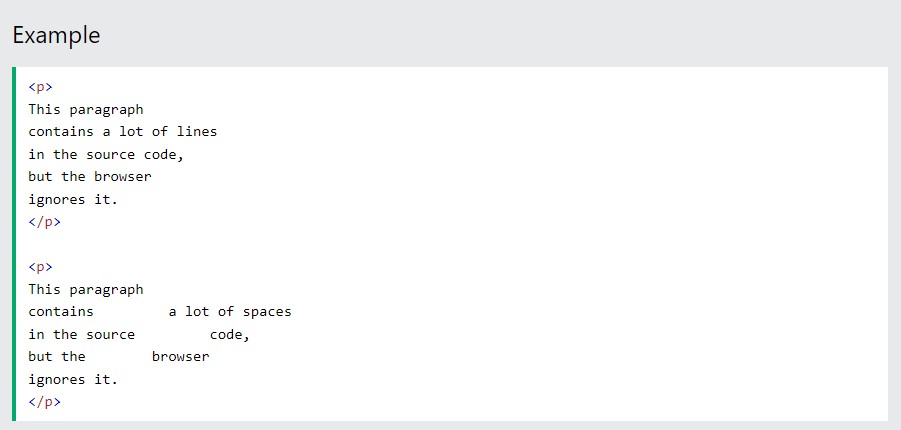 Example
<p>
This paragraph
contains a lot of lines
in the source code,
but the browser
ignores it.
</p>
<p>
This paragraph
contains         a lot of spaces
in the source         code,
but the        browser
ignores it.
</p>